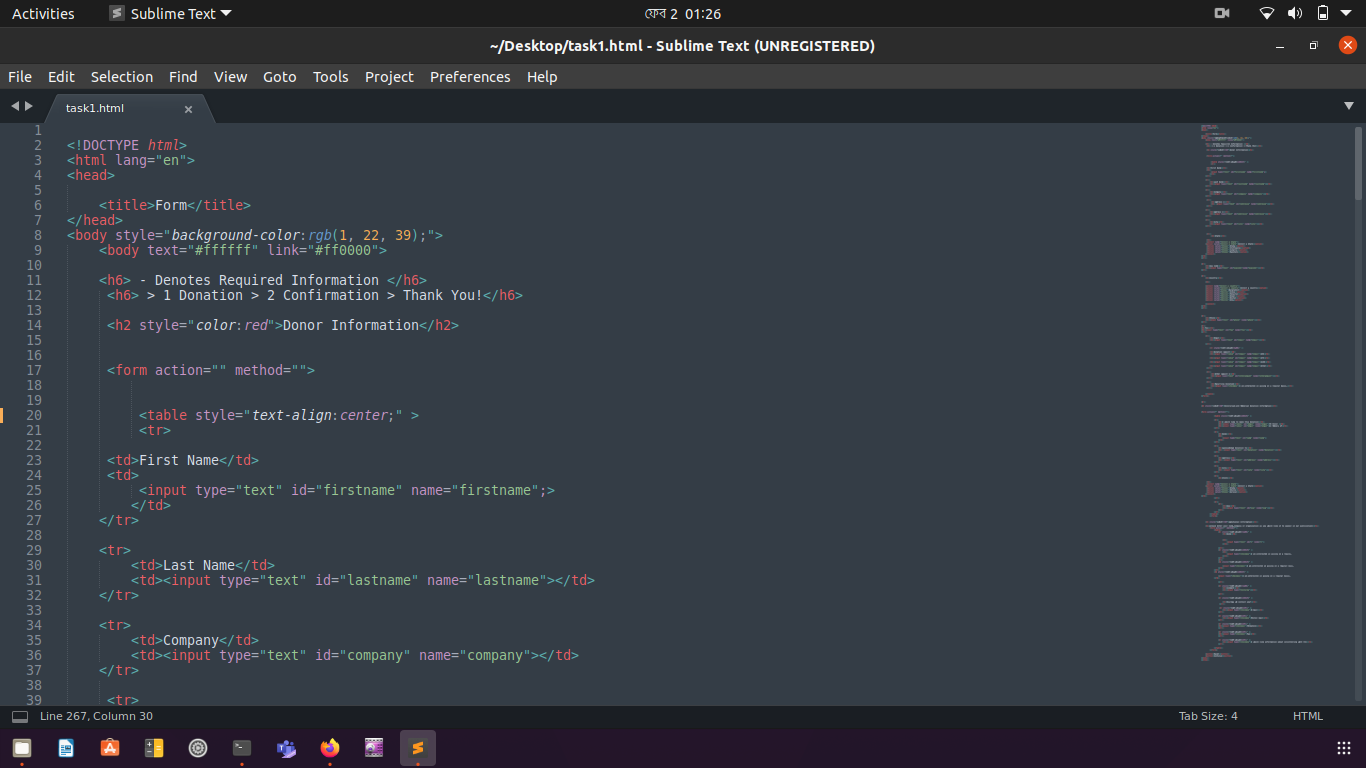 Activities Sublime Text ফেব 2 01:26
~/Desktop/task1.html - Sublime Text (UNREGISTERED)
File Edit Selection Find View Goto Tools Project Preferences Help
task1.html
1
2 <!DOCTYPE html>
3 <html lang="en">
4 <head>
5
6 <title>Form</title>
7 </head>
8 <body style="background-color:rgb(1, 22, 39);">
9 <body text="#ffffff" link="#ff0000">
10
11 <h6> - Denotes Required Information </h6>
12 <h6> > 1 Donation > 2 Confirmation > Thank You!</h6>
13
14 <h2 style="color:red">Donor Information</h2>
15
16
17 <form action="" method="">
18
19
20 <table style="text-align:center;" >
21 <tr>
22
23 <td>First Name</td>
24 <td>
25 <input type="text" id="firstname" name="firstname";>
26 </td>
27 </tr>
28
29 <tr>
30 <td>Last Name</td>
31 <td><input type="text" id="lastname" name="lastname"></td>
32 </tr>
33
34 <tr>
35 <td>Company</td>
36 <td><input type="text" id="company" name="company"></td>
37 </tr>
38
39 <tr>
Line 267, Column 30 Tab Size: 4 HTML